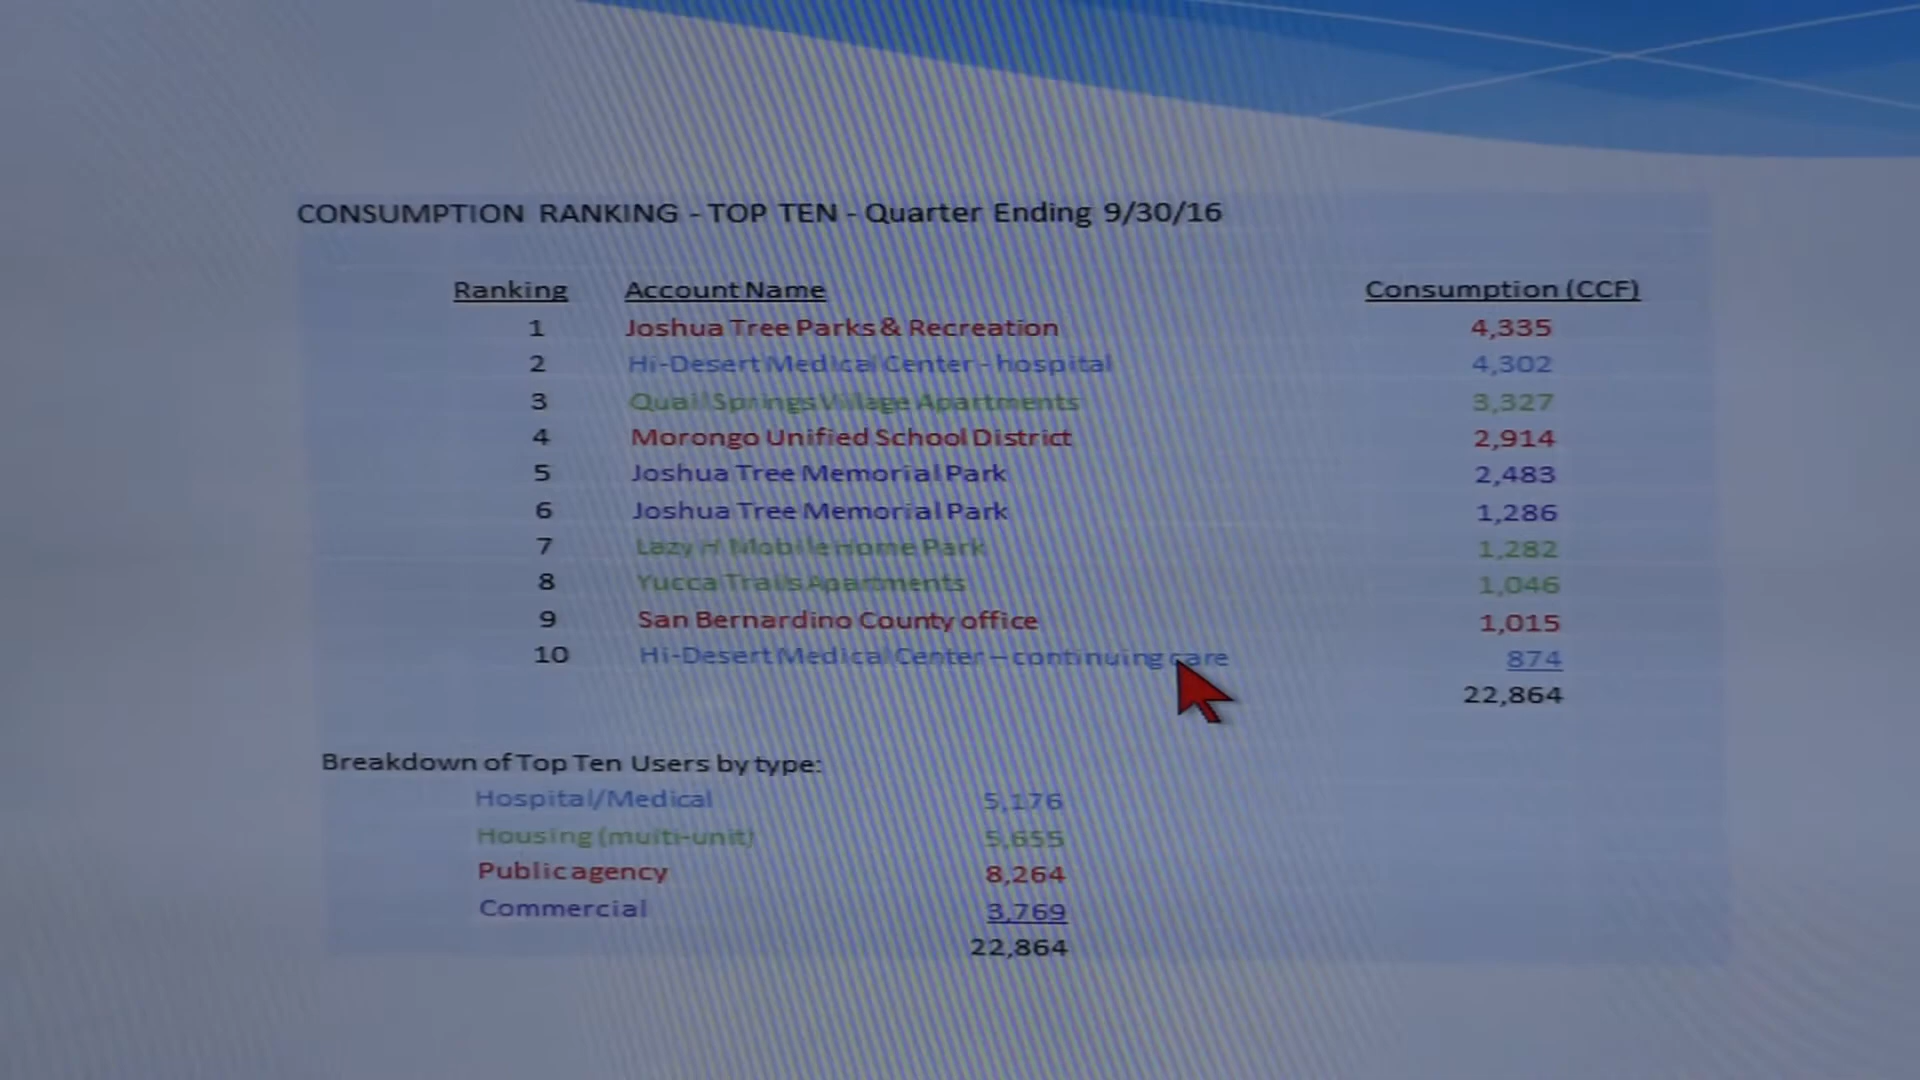 CONSUMPTION RANKING - TOP TEN - Quarter Ending 9/30/16
Ranking Account Name Consumption (CCF)
1 Joshua Tree Parks & Recreation 4,335
2 Hi-Desert Medical Center - hospital 4,302
3 Quail Springs Village Apartments 3,327
4 Morongo Unified School District 2,914
5 Joshua Tree Memorial Park 2,483
6 Joshua Tree Memorial Park 1,286
7 Lazy H Mobile Home Park 1,282
8 Yucca Trails Apartments 1,046
9 San Bernardino County office 1,015
10 Hi-Desert Medical Center – continuing care 874
22,864
Breakdown of Top Ten Users by type:
Hospital/Medical 5,176
Housing (multi-unit) 5,655
Public agency 8,264
Commercial 3,769
22,864